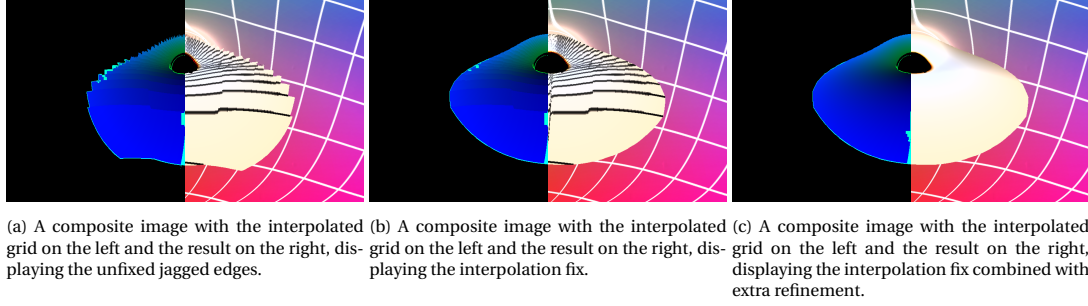 (a) A composite image with the interpolated
grid on the left and the result on the right, dis-
playing the unfixed jagged edges.
(b) A composite image with the interpolated
grid on the left and the result on the right, dis-
playing the interpolation fix.
(c) A composite image with the interpolated
grid on the left and the result on the right,
displaying the interpolation fix combined with
extra refinement.